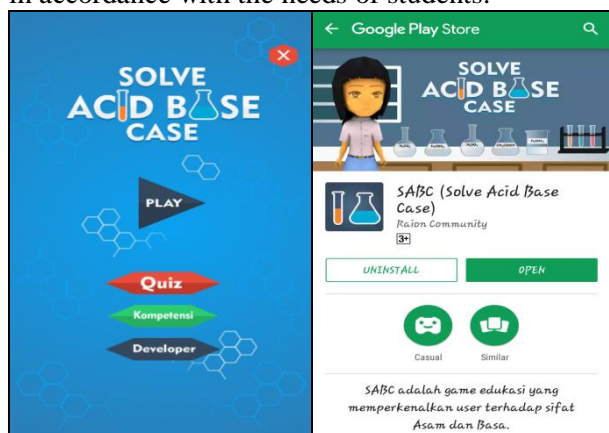 in accordance with the needs of students.
SOLVE
ACID BASE
CASE
PLAY
Quiz
Kompetensi
Developer
Google Play Store
SOLVE
ACID BASE
CASE
SABC (Solve Acid Base
Case)
Raion Community
3+
UNINSTALL
OPEN
Casual
Similar
SABC adalah game edukasi yang
memperkenalkan user terhadap sifat
Asam dan Basa.